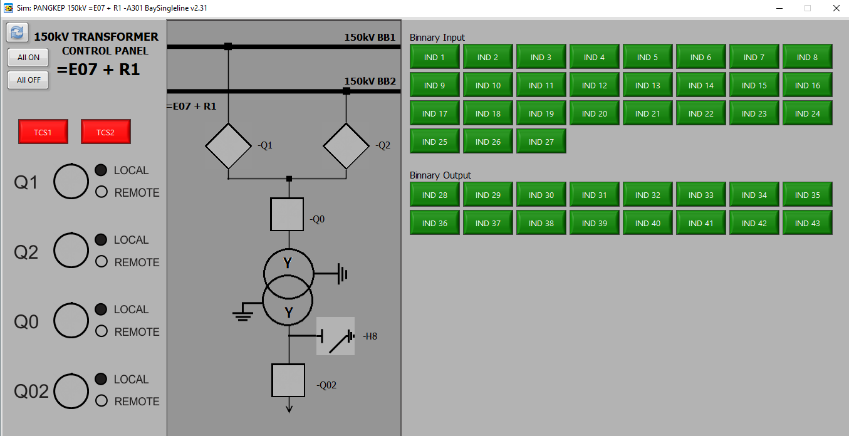 Sim: PANGKEP 150kV =E07 + R1 -A301 BaySingleline v2.31
150kV TRANSFORMER
CONTROL PANEL
=E07 + R1
All ON
All OFF
TCS1 TCS2
Q1 LOCAL
REMOTE
Q2 LOCAL
REMOTE
Q0 LOCAL
REMOTE
Q02 LOCAL
REMOTE
150kV BB1
150kV BB2
=E07 + R1
-Q1 -Q2
-Q0
Y
Y
-H8
-Q02
Binary Input
IND 1 IND 2 IND 3 IND 4 IND 5 IND 6 IND 7 IND 8
IND 9 IND 10 IND 11 IND 12 IND 13 IND 14 IND 15 IND 16
IND 17 IND 18 IND 19 IND 20 IND 21 IND 22 IND 23 IND 24
IND 25 IND 26 IND 27
Binary Output
IND 28 IND 29 IND 30 IND 31 IND 32 IND 33 IND 34 IND 35
IND 36 IND 37 IND 38 IND 39 IND 40 IND 41 IND 42 IND 43